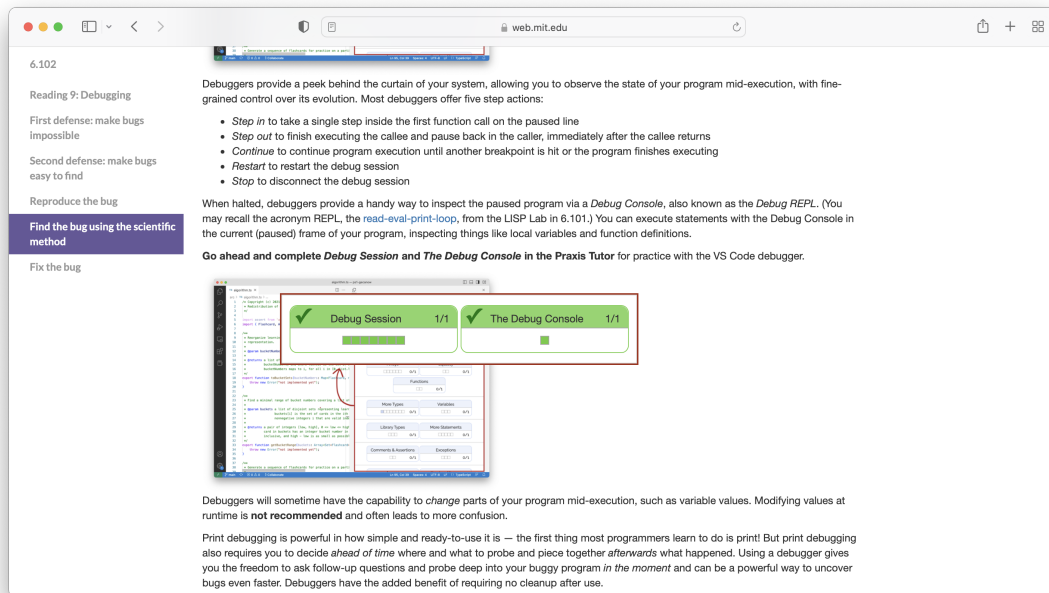 web.mit.edu
6.102
Reading 9: Debugging
First defense: make bugs
impossible
Second defense: make bugs
easy to find
Reproduce the bug
Find the bug using the scientific
method
Fix the bug
Debuggers provide a peek behind the curtain of your system, allowing you to observe the state of your program mid-execution, with fine-
grained control over its evolution. Most debuggers offer five step actions:
• Step in to take a single step inside the first function call on the paused line
• Step out to finish executing the callee and pause back in the caller, immediately after the callee returns
• Continue to continue program execution until another breakpoint is hit or the program finishes executing
• Restart to restart the debug session
• Stop to disconnect the debug session
When halted, debuggers provide a handy way to inspect the paused program via a Debug Console, also known as the Debug REPL. (You
may recall the acronym REPL, the read-eval-print-loop, from the LISP Lab in 6.101.) You can execute statements with the Debug Console in
the current (paused) frame of your program, inspecting things like local variables and function definitions.
Go ahead and complete Debug Session and The Debug Console in the Praxis Tutor for practice with the VS Code debugger.
Debug Session 1/1
The Debug Console 1/1
Functions
0/1
More Types Variables
0/1 0/1
Library Types More Statements
0/1 0/1
Comments & Assertions Exceptions
0/1 0/1
Debuggers will sometime have the capability to change parts of your program mid-execution, such as variable values. Modifying values at
runtime is not recommended and often leads to more confusion.
Print debugging is powerful in how simple and ready-to-use it is — the first thing most programmers learn to do is print! But print debugging
also requires you to decide ahead of time where and what to probe and piece together afterwards what happened. Using a debugger gives
you the freedom to ask follow-up questions and probe deep into your buggy program in the moment and can be a powerful way to uncover
bugs even faster. Debuggers have the added benefit of requiring no cleanup after use.